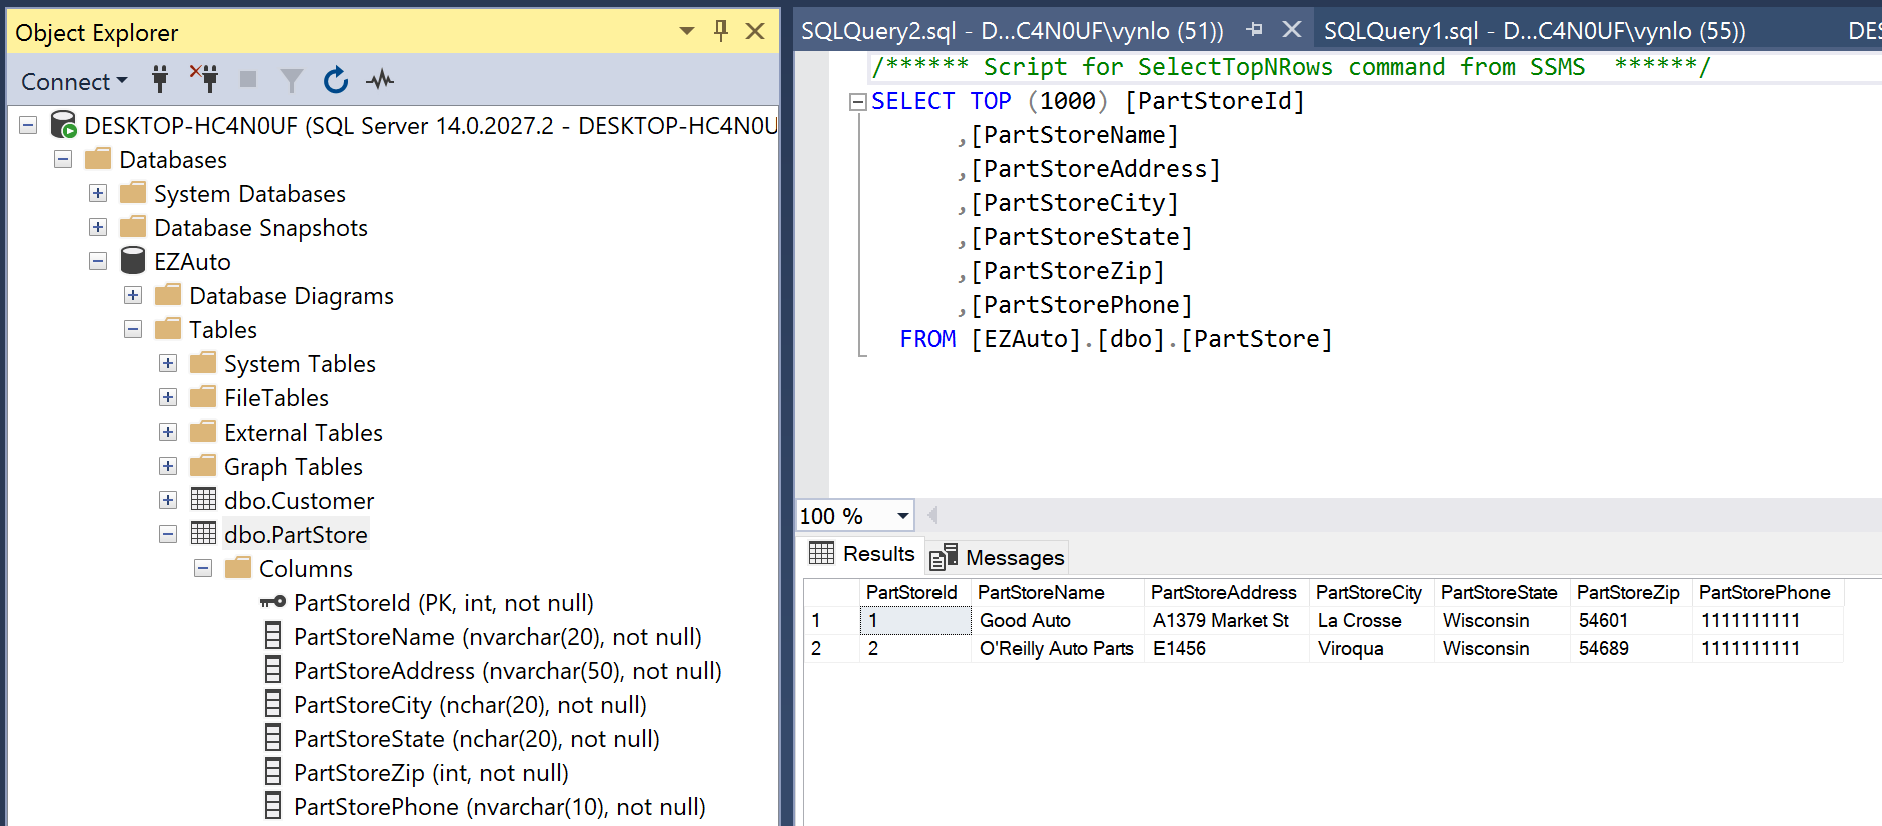 Object Explorer
Connect
DESKTOP-HC4N0UF (SQL Server 14.0.2027.2 - DESKTOP-HC4N0U
Databases
System Databases
Database Snapshots
EZAuto
Database Diagrams
Tables
System Tables
FileTables
External Tables
Graph Tables
dbo.Customer
dbo.PartStore
Columns
PartStoreId (PK, int, not null)
PartStoreName (nvarchar(20), not null)
PartStoreAddress (nvarchar(50), not null)
PartStoreCity (nchar(20), not null)
PartStoreState (nchar(20), not null)
PartStoreZip (int, not null)
PartStorePhone (nvarchar(10), not null)
SQLQuery2.sql - D...C4N0UF\vynlo (51)) SQLQuery1.sql - D...C4N0UF\vynlo (55)) DES
/****** Script for SelectTopNRows command from SSMS ******/
SELECT TOP (1000) [PartStoreId]
,[PartStoreName]
,[PartStoreAddress]
,[PartStoreCity]
,[PartStoreState]
,[PartStoreZip]
,[PartStorePhone]
FROM [EZAuto].[dbo].[PartStore]
100 %
Results Messages
PartStoreId PartStoreName PartStoreAddress PartStoreCity PartStoreState PartStoreZip PartStorePhone
1 1 Good Auto A1379 Market St La Crosse Wisconsin 54601 1111111111
2 2 O'Reilly Auto Parts E1456 Viroqua Wisconsin 54689 1111111111